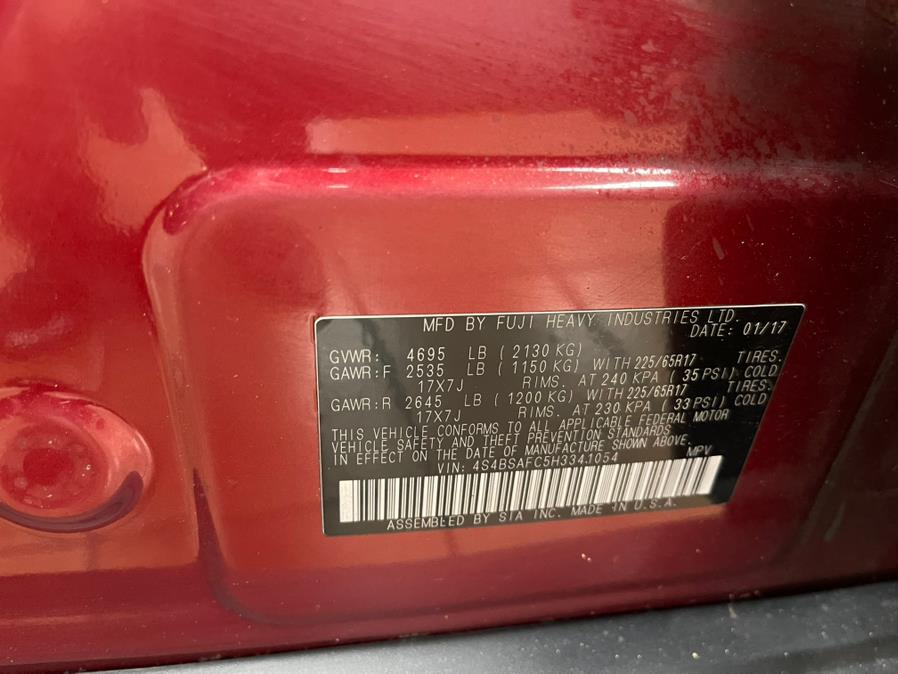 MFD BY FUJI HEAVY INDUSTRIES LTD.
DATE: 01/17
GVWR: 4695 LB (2130 KG)
GAWR:F 2535 LB (1150 KG) WITH 225/65R17 TIRES.
17X7J RIMS. AT 240 KPA (35 PSI) COLD
GAWR:R 2645 LB (1200 KG) WITH 225/65R17 TIRES.
17X7J RIMS. AT 230 KPA (33 PSI) COLD
THIS VEHICLE CONFORMS TO ALL APPLICABLE FEDERAL MOTOR
VEHICLE SAFETY AND THEFT PREVENTION STANDARDS
IN EFFECT ON THE DATE OF MANUFACTURE SHOWN ABOVE.
VIN: 4S4BSAFC5H3341054 MPV
ASSEMBLED BY SIA INC. MADE IN U.S.A.